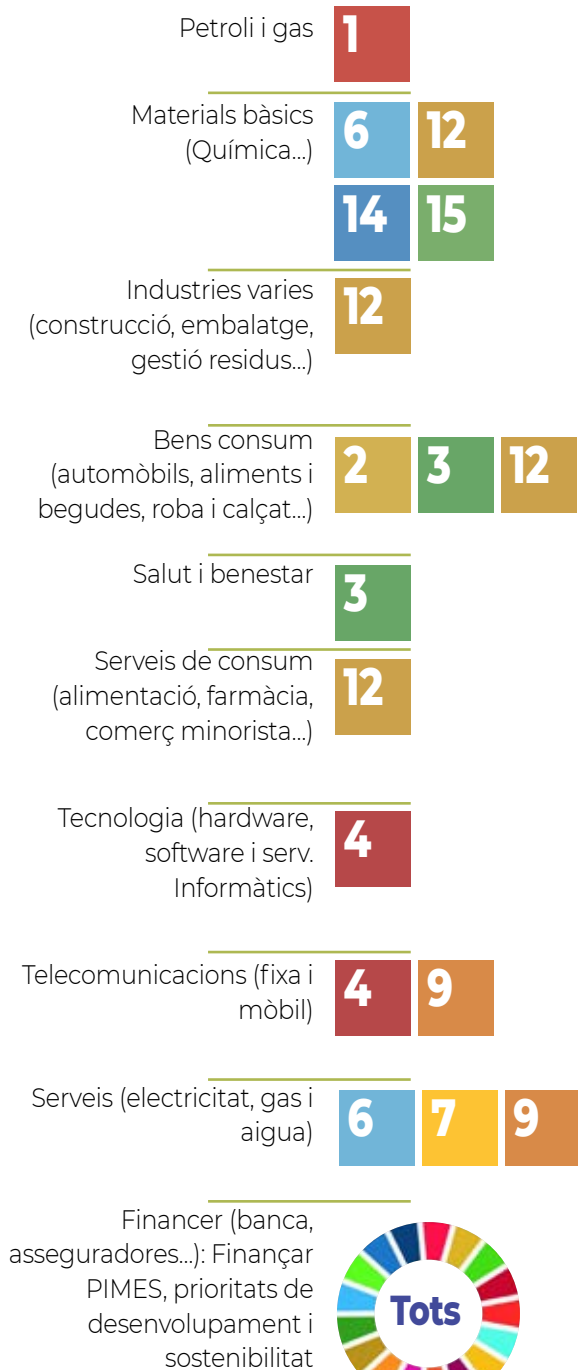 Petroli i gas
1
Materials bàsics
(Química...)
6 12
14 15
Industries varies
(construcció, embalatge,
gestió residus...)
12
Bens consum
(automòbils, aliments i
begudes, roba i calçat...)
2 3 12
Salut i benestar
3
Serveis de consum
(alimentació, farmàcia,
comerç minorista...)
12
Tecnologia (hardware,
software i serv.
Informàtics)
4
Telecomunicacions (fixa i
mòbil)
4 9
Serveis (electricitat, gas i
aigua)
6 7 9
Financer (banca,
asseguradores...): Finançar
PIMES, prioritats de
desenvolupament i
sostenibilitat
Tots